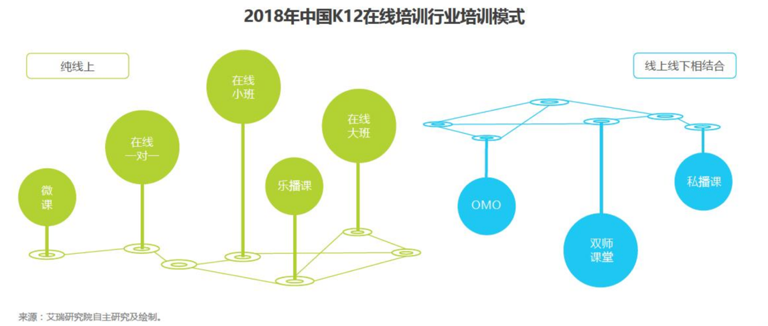 2018年中国K12在线培训行业培训模式
纯线上
线上线下相结合
微
课
在线
一对一
在线
小班
乐播课
在线
大班
OMO
双师
课堂
私播课
来源：艾瑞研究院自主研究及绘制。